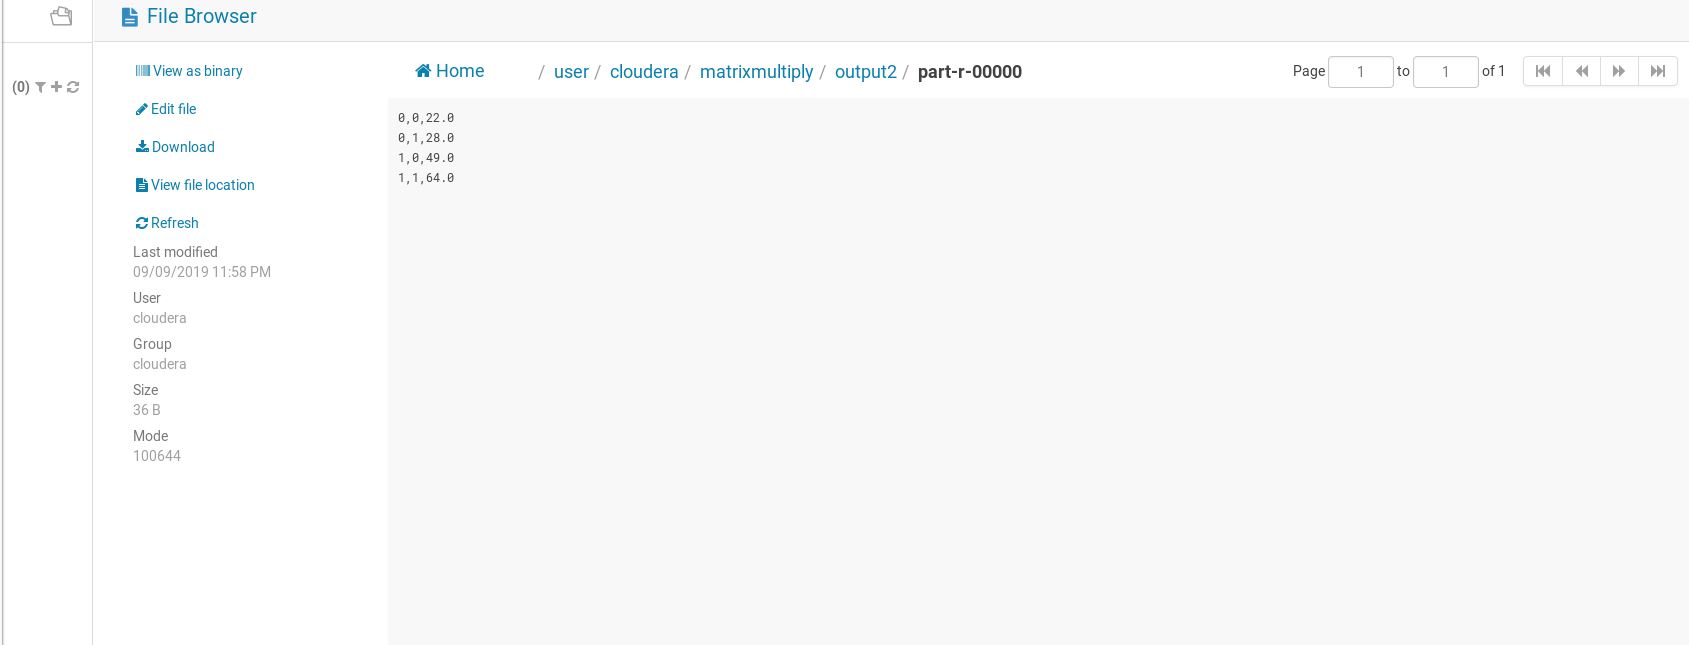 File Browser
(0)
View as binary
Edit file
Download
View file location
Refresh
Last modified
09/09/2019 11:58 PM
User
cloudera
Group
cloudera
Size
36 B
Mode
100644
Home / user / cloudera / matrixmultiply / output2 / part-r-00000
Page 1 to 1 of 1
0,0,22.0
0,1,28.0
1,0,49.0
1,1,64.0